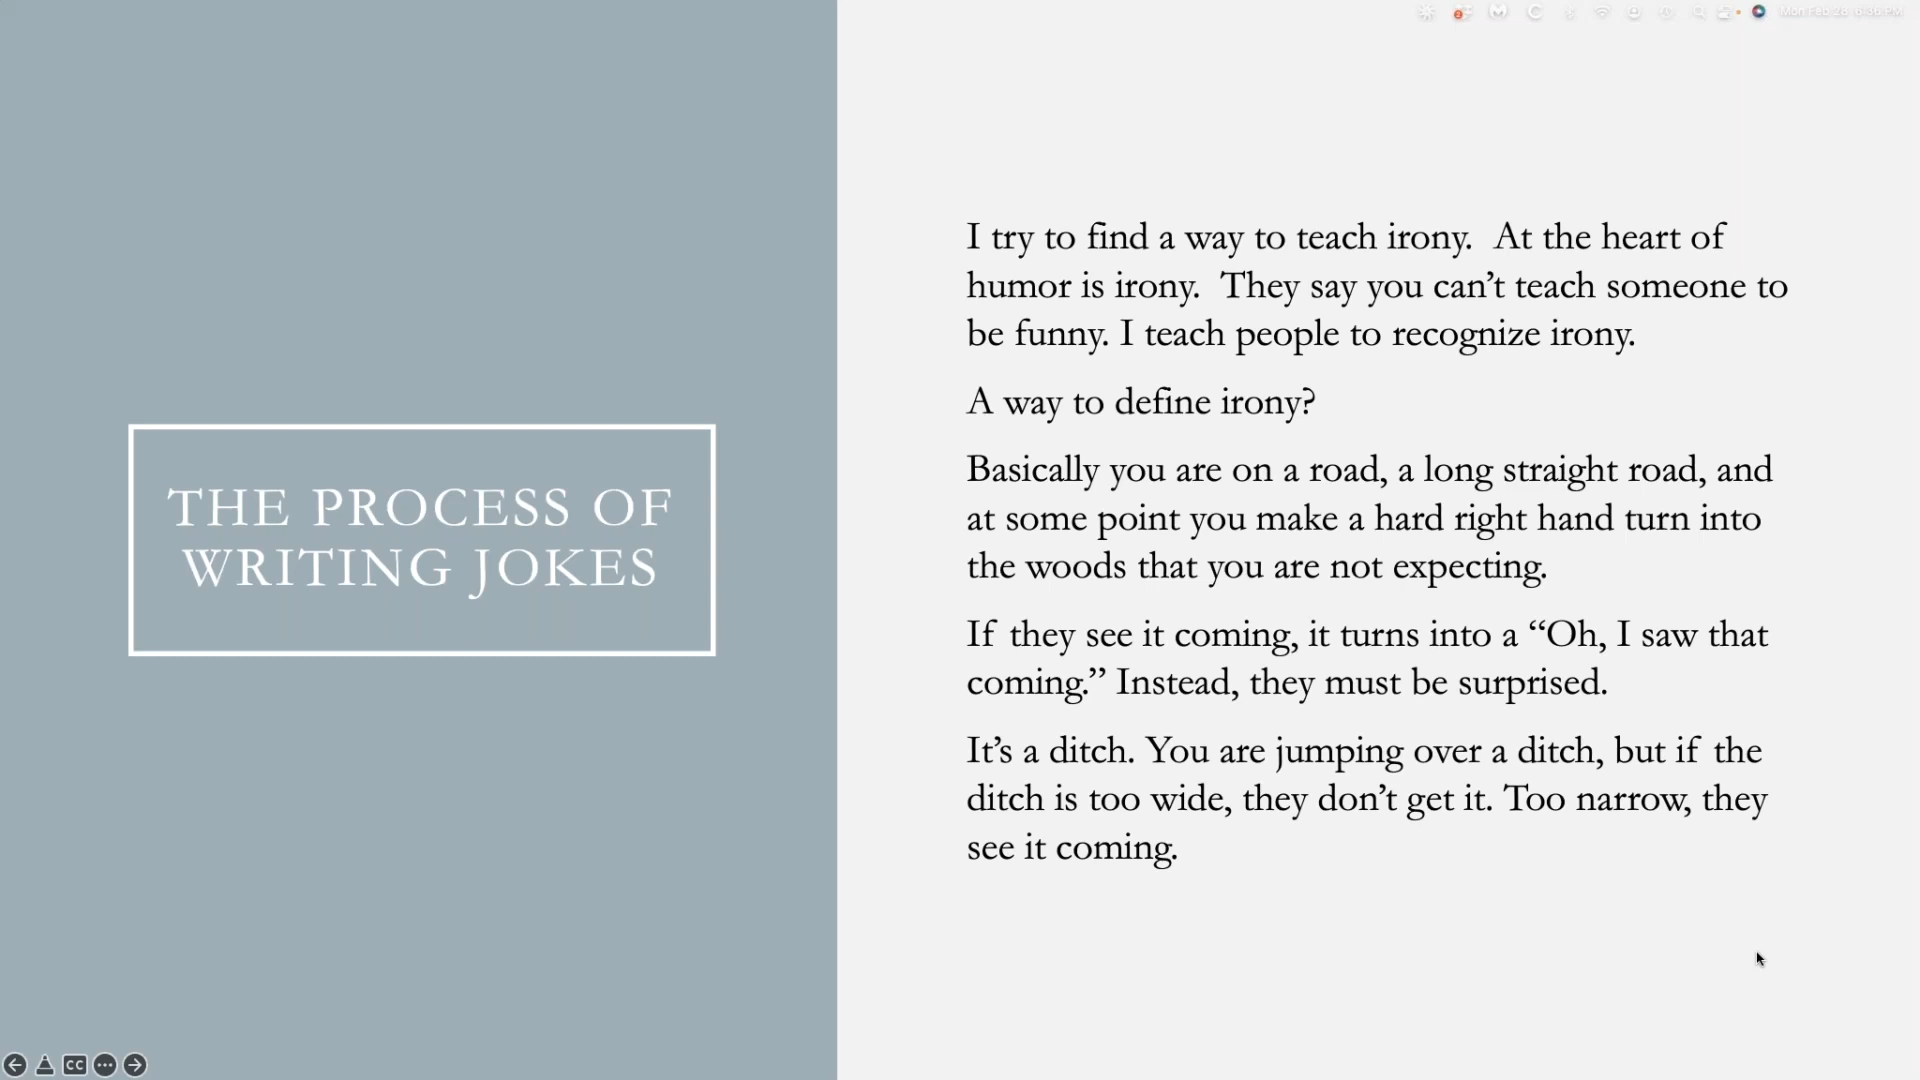 THE PROCESS OF
WRITING JOKES
I try to find a way to teach irony.  At the heart of
humor is irony.  They say you can’t teach someone to
be funny. I teach people to recognize irony.
A way to define irony?
Basically you are on a road, a long straight road, and
at some point you make a hard right hand turn into
the woods that you are not expecting.
If they see it coming, it turns into a “Oh, I saw that
coming.” Instead, they must be surprised.
It’s a ditch. You are jumping over a ditch, but if the
ditch is too wide, they don’t get it. Too narrow, they
see it coming.
CC